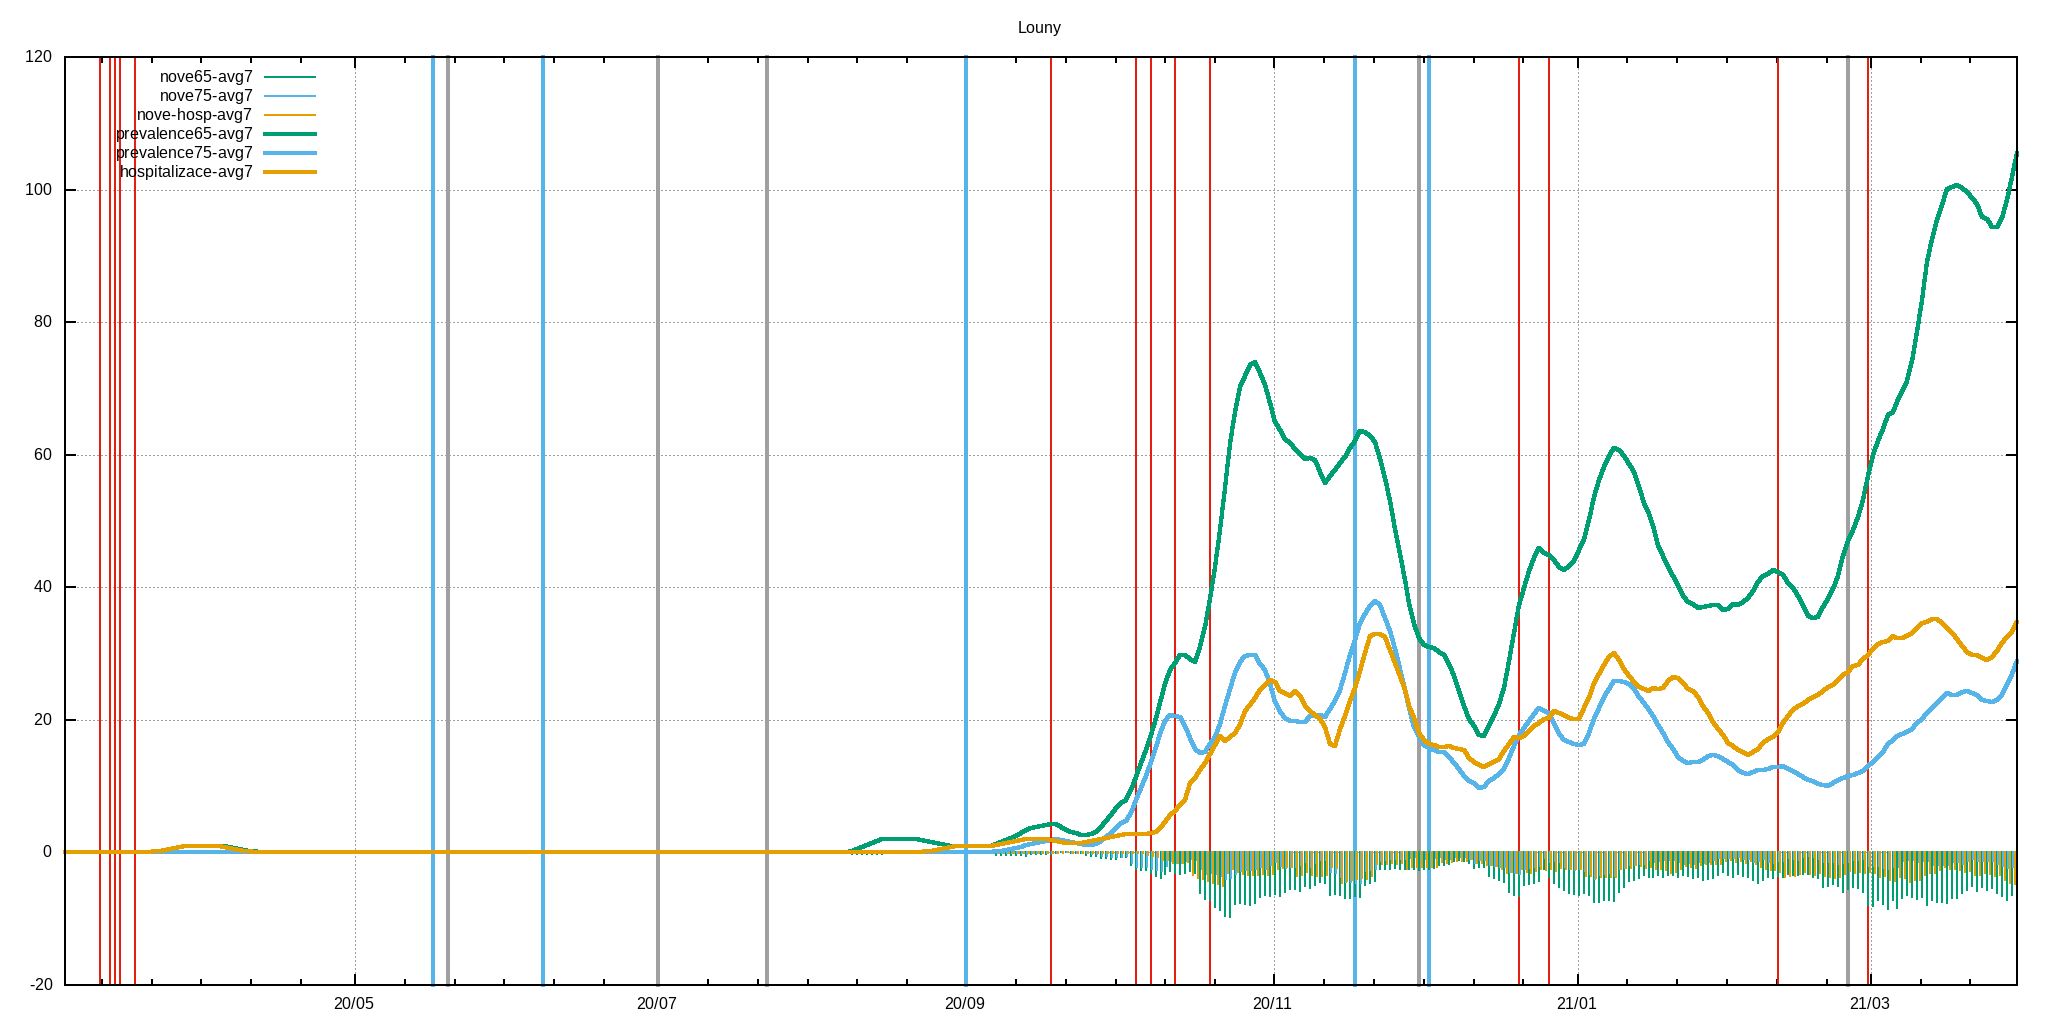 Louny
120
100
80
60
40
20
0
-20
nove65-avg7
nove75-avg7
nove-hosp-avg7
prevalence65-avg7
prevalence75-avg7
hospitalizace-avg7
20/05 20/07 20/09 20/11 21/01 21/03